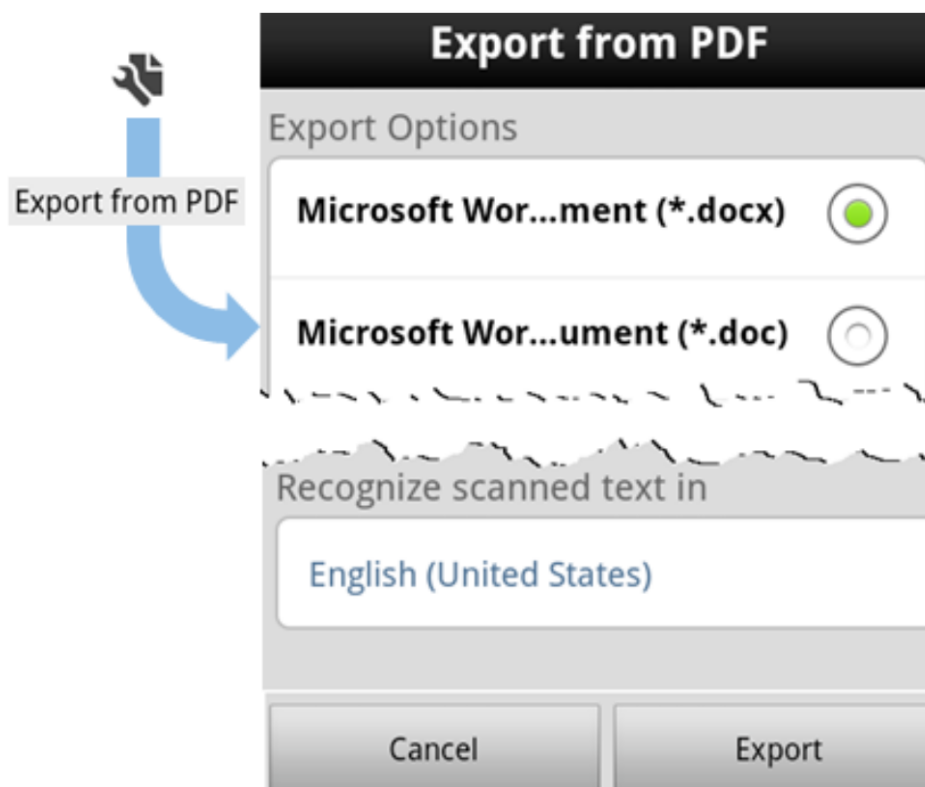 Export from PDF
Export from PDF
Export Options
Microsoft Wor...ment (*.docx)
Microsoft Wor...ument (*.doc)
Recognize scanned text in
English (United States)
Cancel
Export